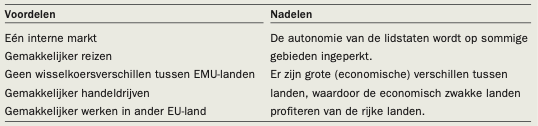 Voordelen Nadelen
Eén interne markt De autonomie van de lidstaten wordt op sommige
Gemakkelijker reizen gebieden ingeperkt.
Geen wisselkoersverschillen tussen EMU-landen Er zijn grote (economische) verschillen tussen
Gemakkelijker handeldrijven landen, waardoor de economisch zwakke landen
Gemakkelijker werken in ander EU-land profiteren van de rijke landen.